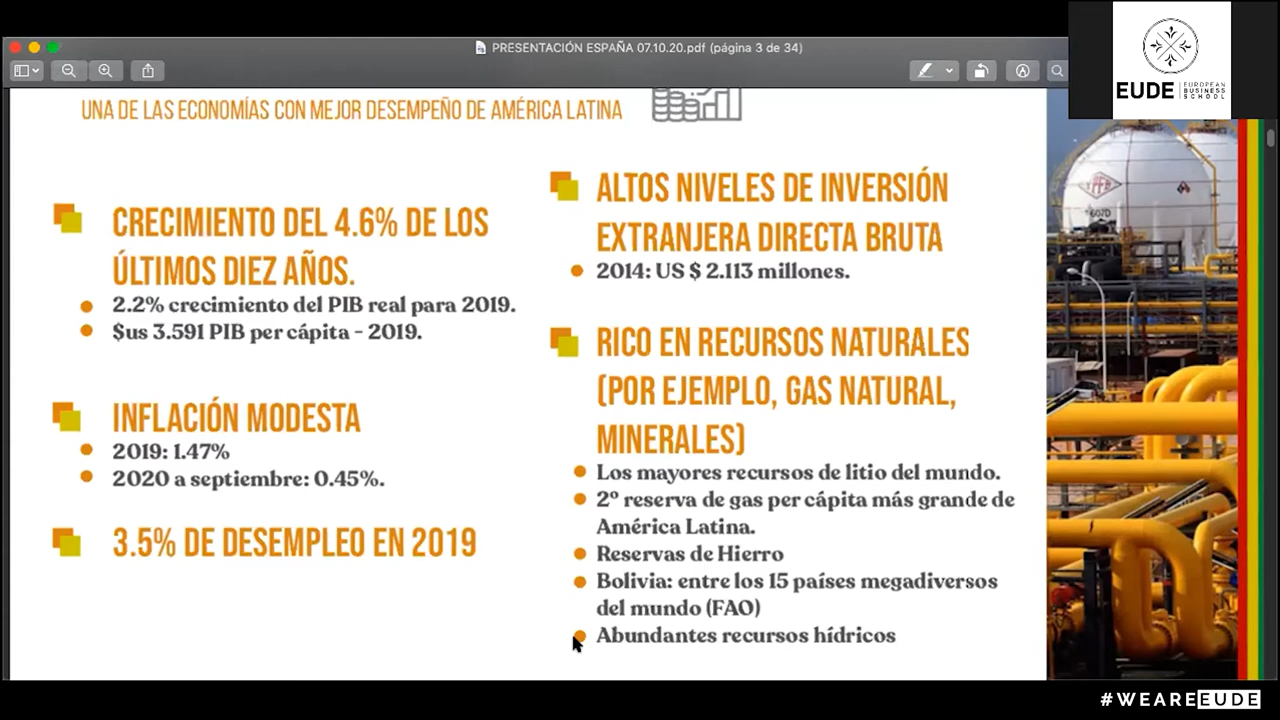 PRESENTACIÓN ESPAÑA 07.10.20.pdf (página 3 de 34)
EUDE
EUROPEAN
BUSINESS
SCHOOL
UNA DE LAS ECONOMÍAS CON MEJOR DESEMPEÑO DE AMÉRICA LATINA
CRECIMIENTO DEL 4.6% DE LOS
ÚLTIMOS DIEZ AÑOS.
2.2% crecimiento del PIB real para 2019.
$us 3.591 PIB per cápita - 2019.
INFLACIÓN MODESTA
2019: 1.47%
2020 a septiembre: 0.45%.
3.5% DE DESEMPLEO EN 2019
ALTOS NIVELES DE INVERSIÓN
EXTRANJERA DIRECTA BRUTA
2014: US $ 2.113 millones.
RICO EN RECURSOS NATURALES
(POR EJEMPLO, GAS NATURAL,
MINERALES)
Los mayores recursos de litio del mundo.
2º reserva de gas per cápita más grande de
América Latina.
Reservas de Hierro
Bolivia: entre los 15 países megadiversos
del mundo (FAO)
Abundantes recursos hídricos
YPFB
607D
#WEAREEUDE